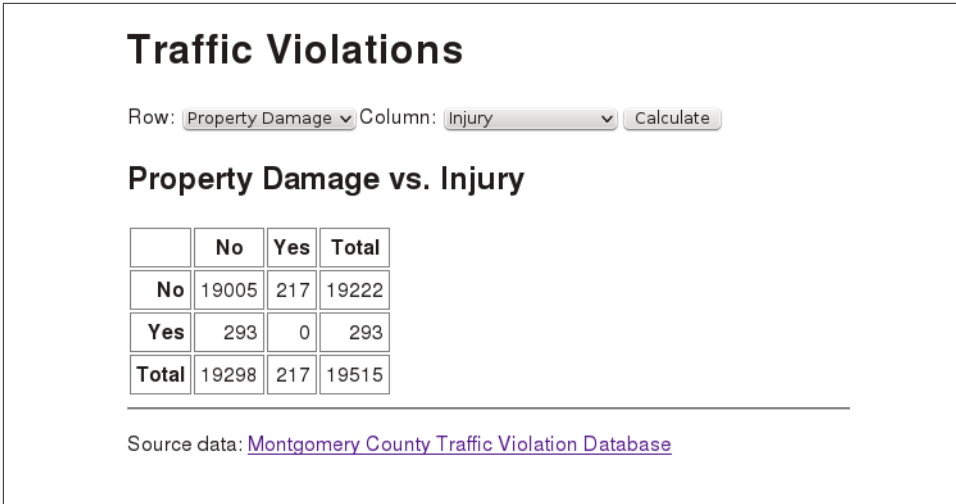 Traffic Violations
Row: Property Damage Column: Injury Calculate
Property Damage vs. Injury
No Yes Total
No 19005 217 19222
Yes 293 0 293
Total 19298 217 19515
Source data: Montgomery County Traffic Violation Database